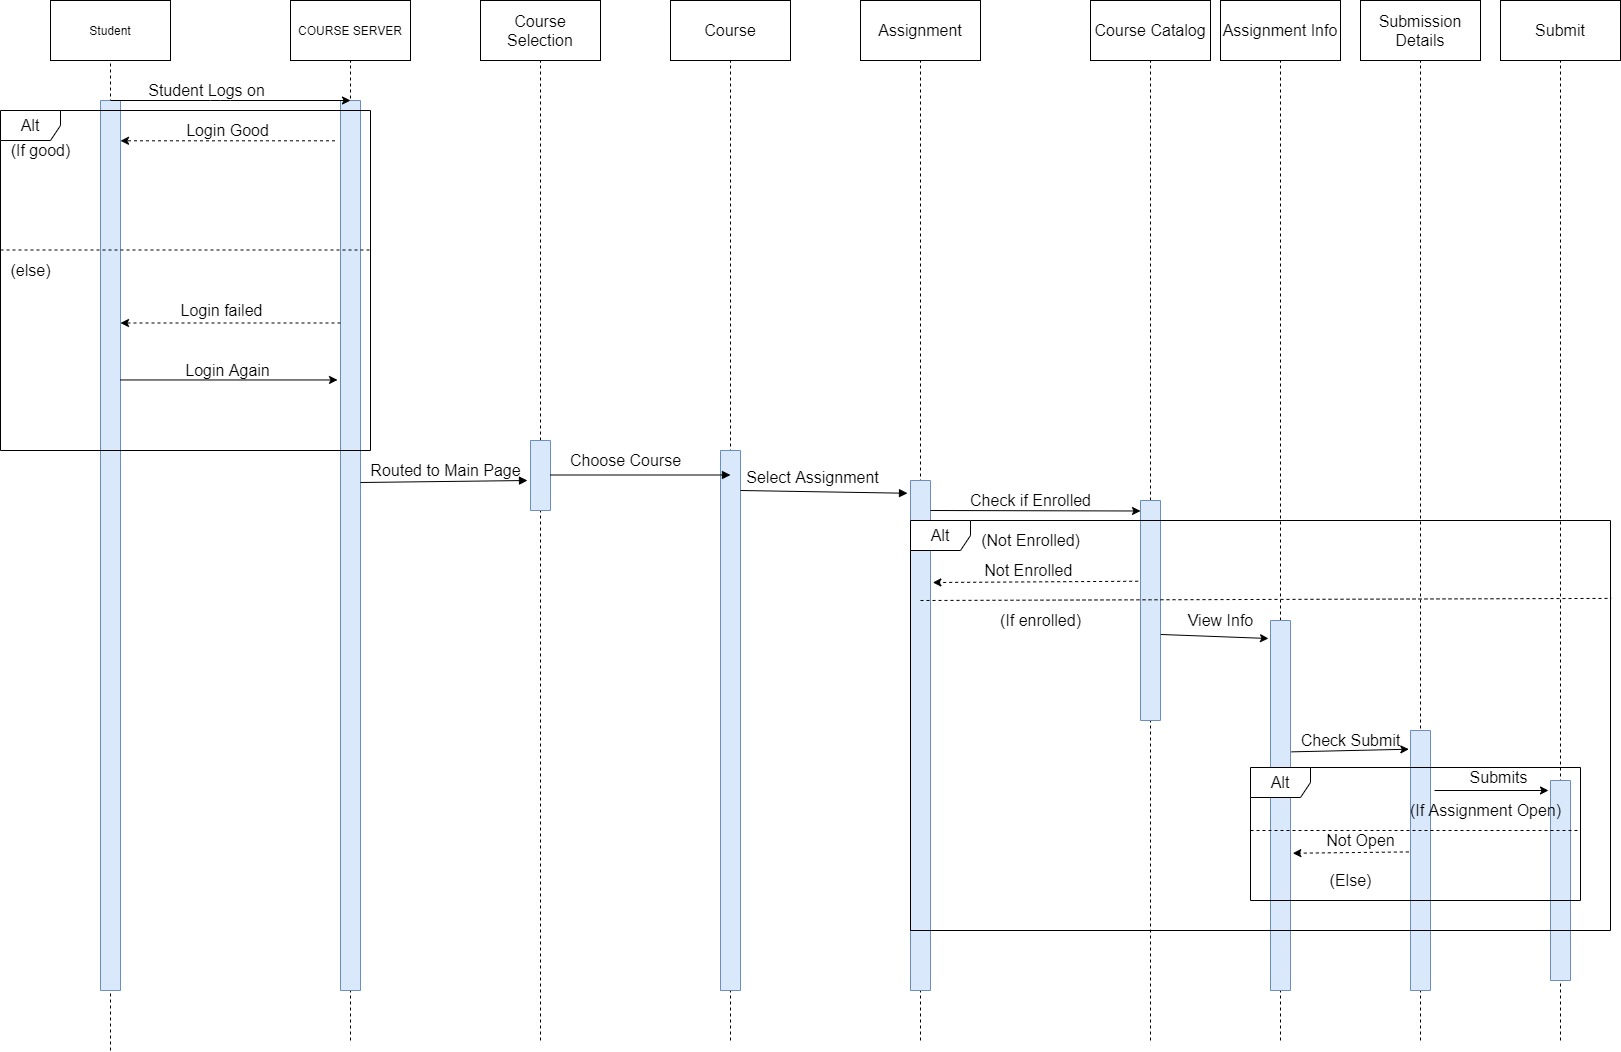 Student
COURSE SERVER
Course
Selection
Course
Assignment
Course Catalog
Assignment Info
Submission
Details
Submit
Student Logs on
Alt
Login Good
(If good)
(else)
Login failed
Login Again
Routed to Main Page
Choose Course
Select Assignment
Check if Enrolled
Alt
(Not Enrolled)
Not Enrolled
(If enrolled)
View Info
Check Submit
Alt
Submits
(If Assignment Open)
Not Open
(Else)